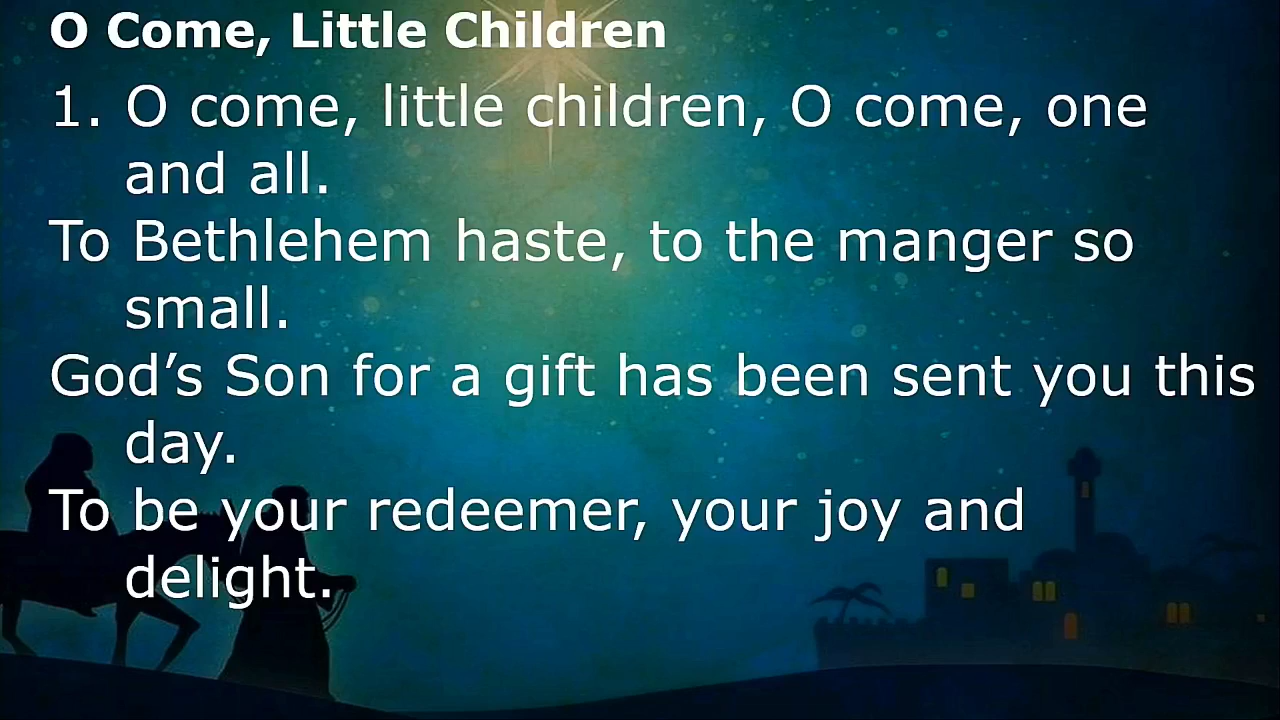 O Come, Little Children
1. O come, little children, O come, one
and all.
To Bethlehem haste, to the manger so
small.
God’s Son for a gift has been sent you this
day.
To be your redeemer, your joy and
delight.